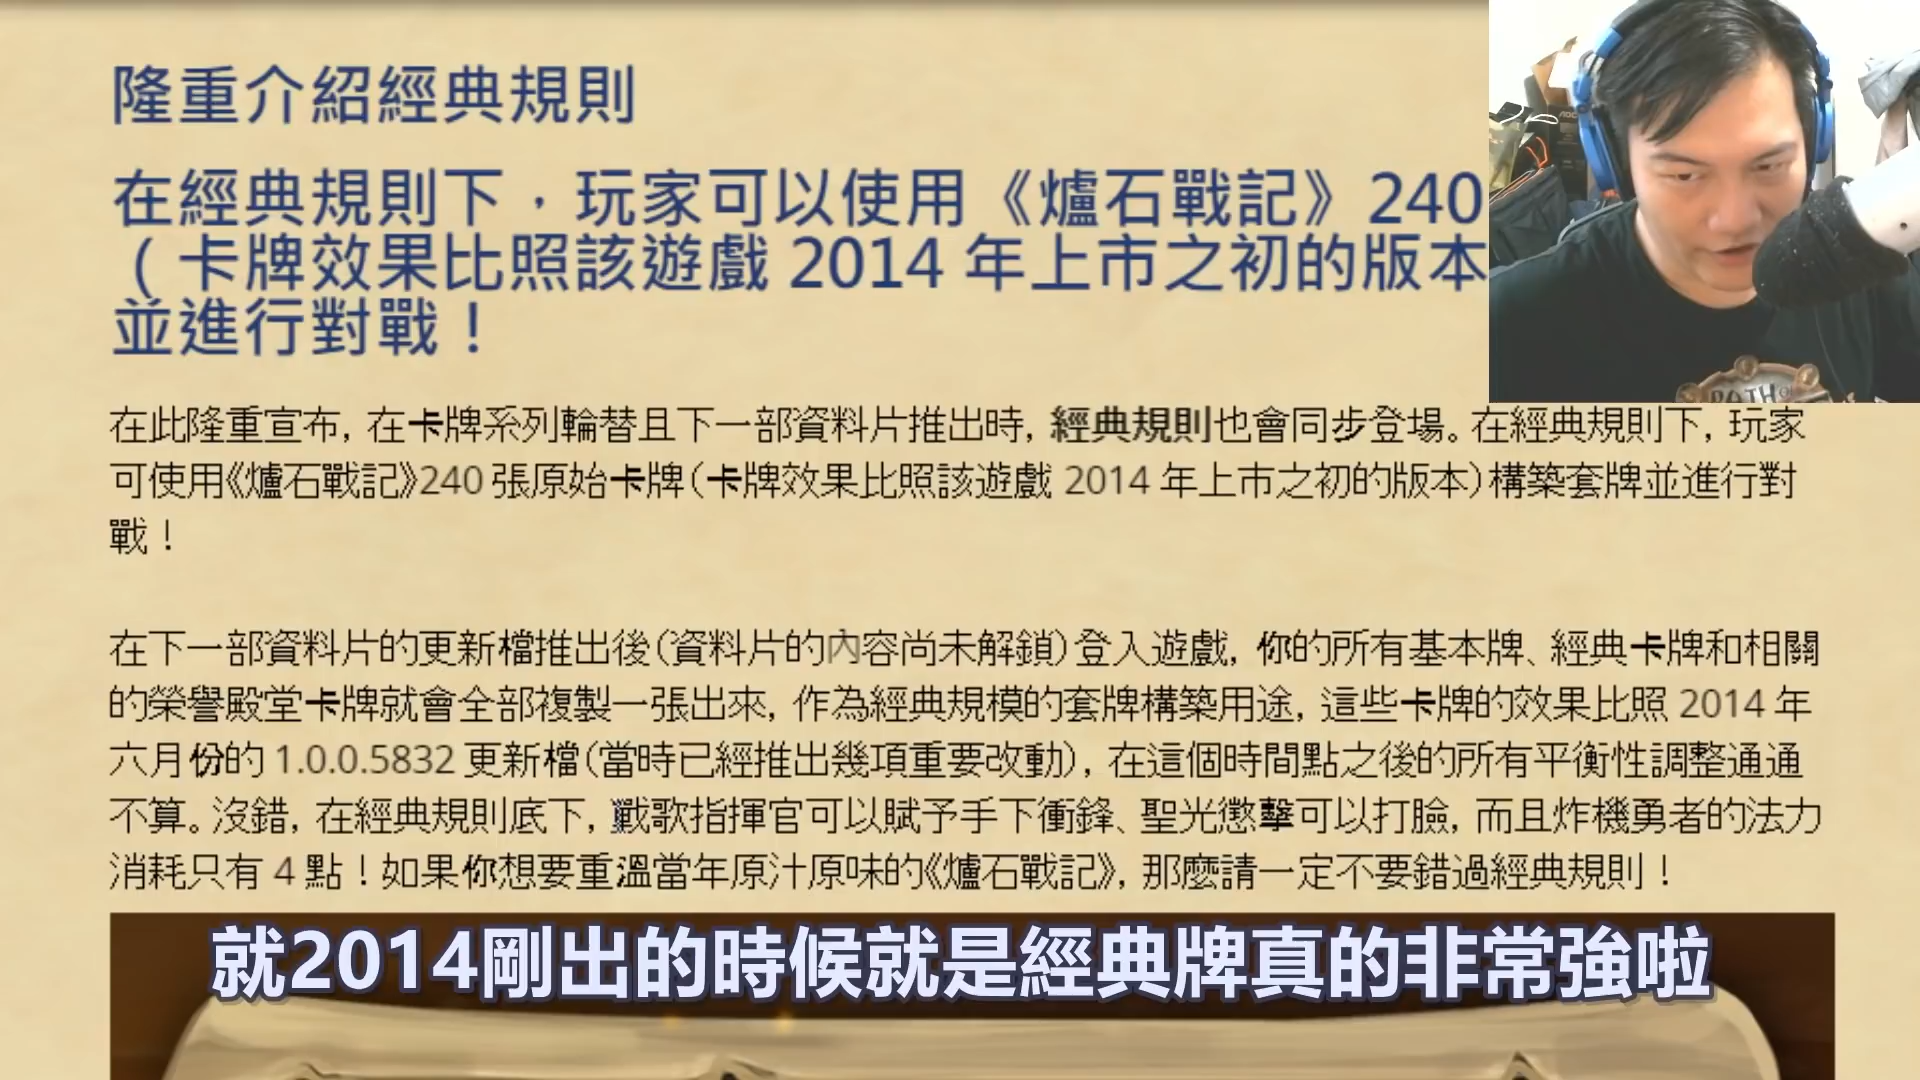 隆重介紹經典規則
在經典規則下，玩家可以使用《爐石戰記》240
（卡牌效果比照該遊戲 2014 年上市之初的版本
並進行對戰！
在此隆重宣布，在卡牌系列輪替且下一部資料片推出時，經典規則也會同步登場。在經典規則下，玩家
可使用《爐石戰記》240 張原始卡牌（卡牌效果比照該遊戲 2014 年上市之初的版本）構築套牌並進行對
戰！
在下一部資料片的更新檔推出後（資料片的內容尚未解鎖）登入遊戲，你的所有基本牌、經典卡牌和相關
的榮譽殿堂卡牌就會全部複製一張出來，作為經典規模的套牌構築用途，這些卡牌的效果比照 2014 年
六月份的 1.0.0.5832 更新檔（當時已經推出幾項重要改動），在這個時間點之後的所有平衡性調整通通
不算。沒錯，在經典規則底下，戰歌指揮官可以賦予手下衝鋒、聖光懲擊可以打臉，而且炸機勇者的法力
消耗只有 4 點！如果你想要重溫當年原汁原味的《爐石戰記》，那麼請一定不要錯過經典規則！
就2014剛出的時候就是經典牌真的非常強啦
PATH OF